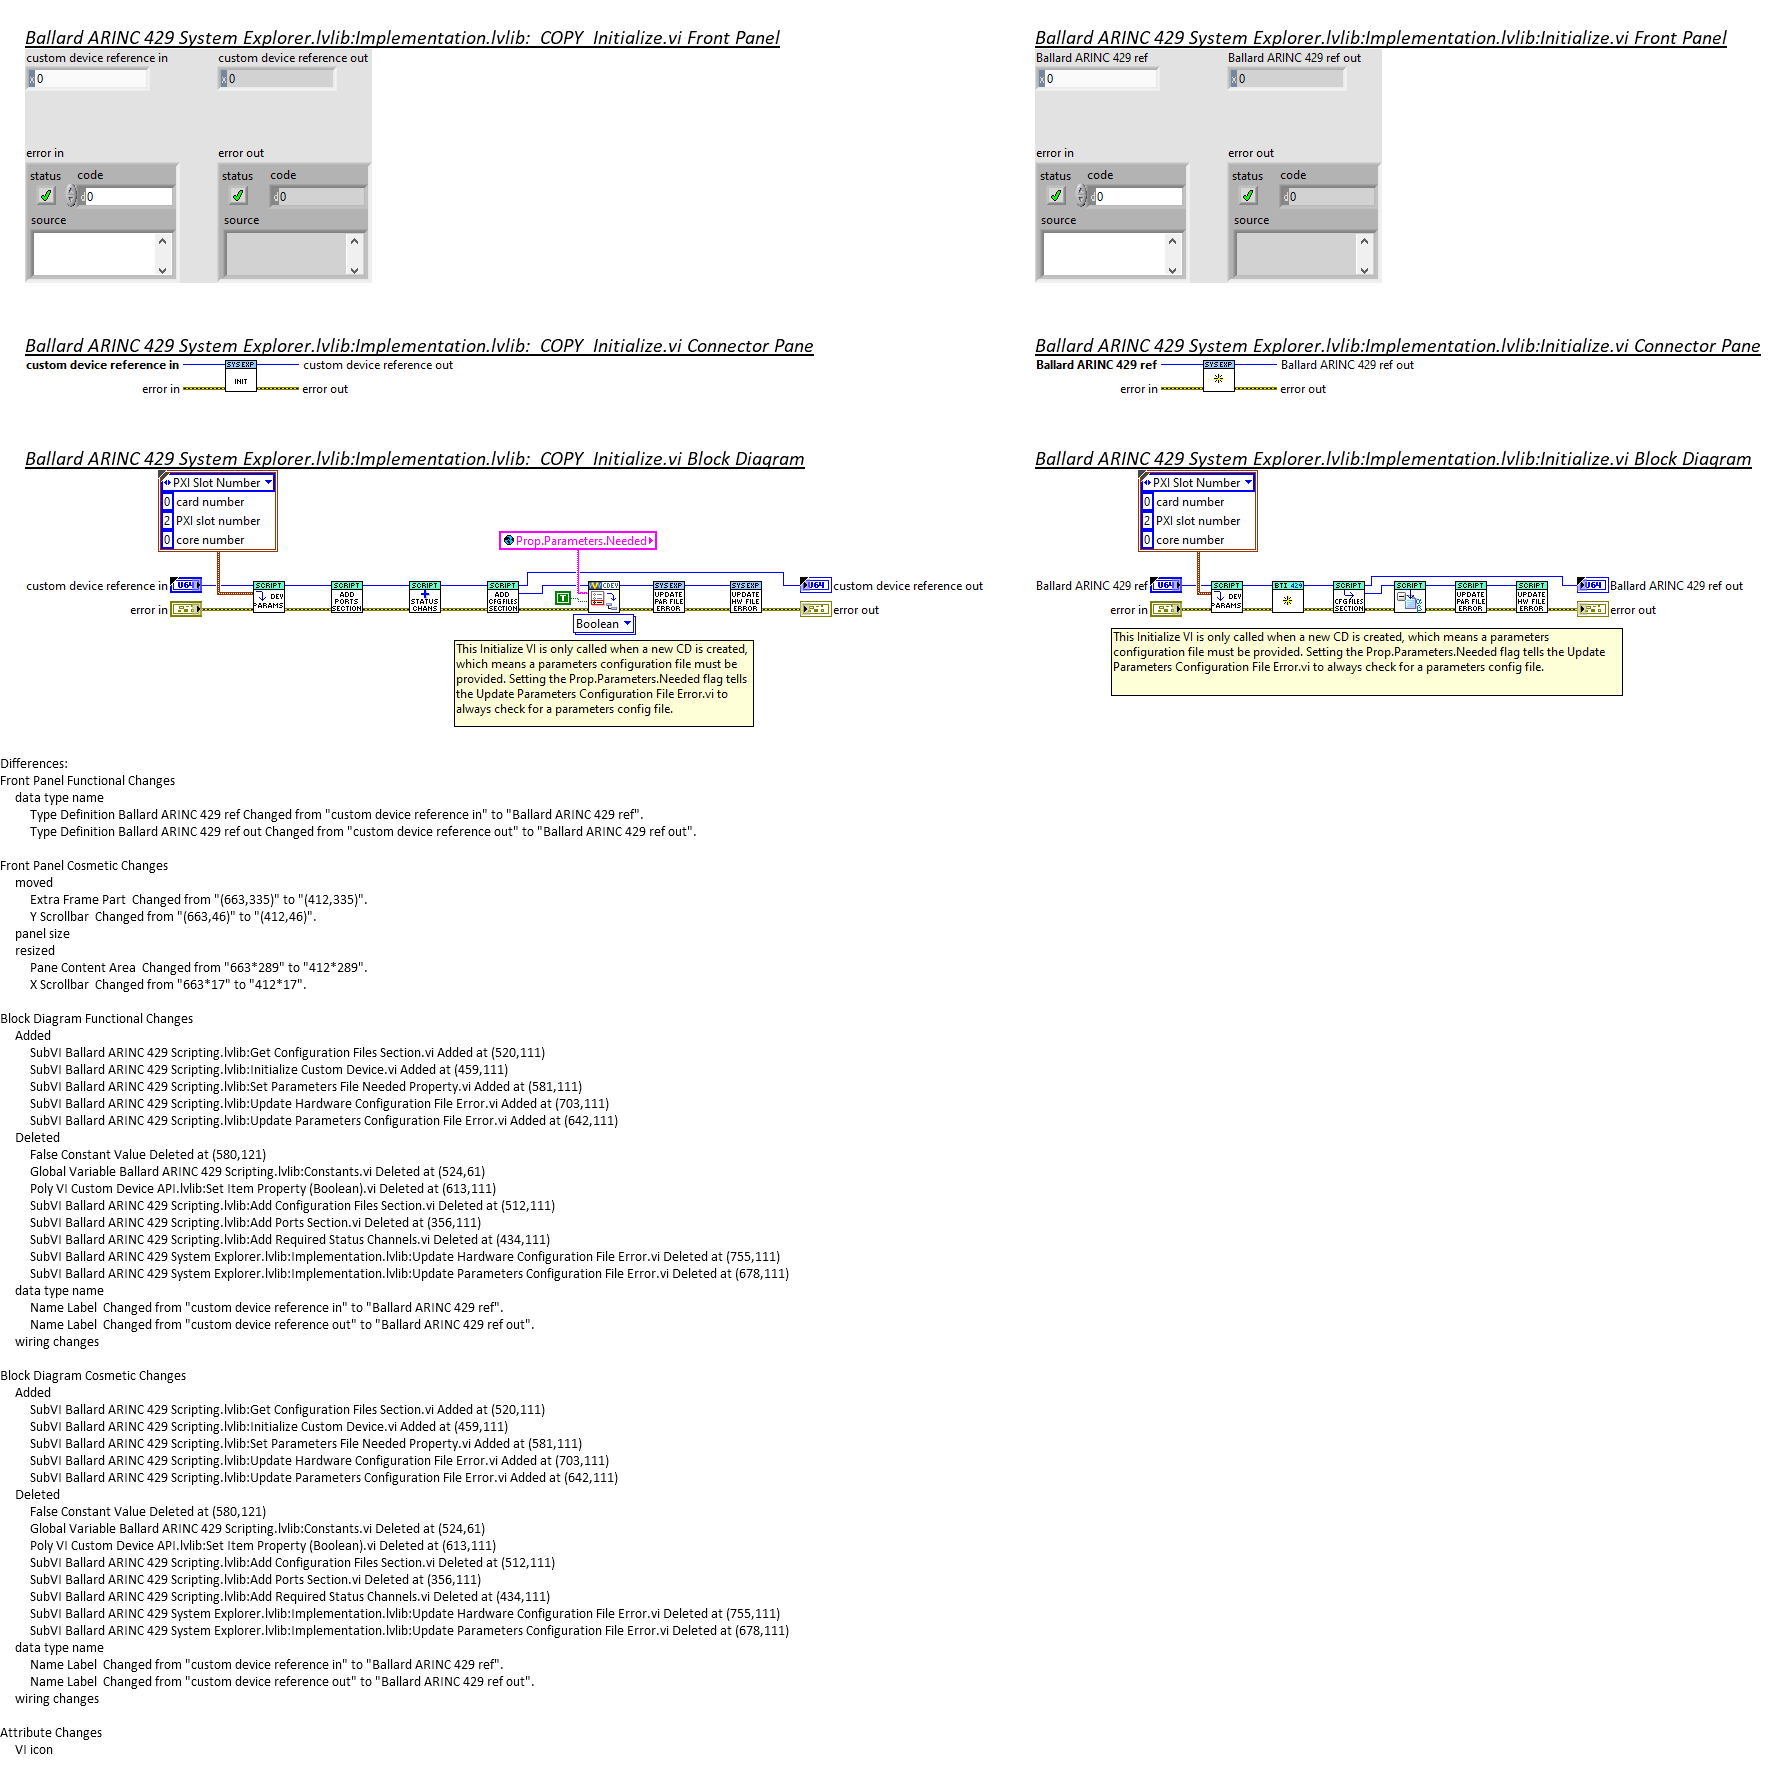 Ballard ARINC 429 System Explorer.lvlib:Implementation.lvlib:  COPY  Initialize.vi Front Panel
custom device reference in
custom device reference out
x 0
x 0
error in
error out
status
code
status
code
d 0
d 0
source
source
Ballard ARINC 429 System Explorer.lvlib:Implementation.lvlib:Initialize.vi Front Panel
Ballard ARINC 429 ref
Ballard ARINC 429 ref out
x 0
x 0
error in
error out
status
code
status
code
d 0
d 0
source
source
Ballard ARINC 429 System Explorer.lvlib:Implementation.lvlib:  COPY  Initialize.vi Connector Pane
custom device reference in
SYS EXP
INIT
custom device reference out
error in
error out
Ballard ARINC 429 System Explorer.lvlib:Implementation.lvlib:Initialize.vi Connector Pane
Ballard ARINC 429 ref
SYS EXP
Ballard ARINC 429 ref out
error in
error out
Ballard ARINC 429 System Explorer.lvlib:Implementation.lvlib:  COPY  Initialize.vi Block Diagram
PXI Slot Number
0 card number
2 PXI slot number
0 core number
Prop.Parameters.Needed
custom device reference in
U64
SCRIPT
DEV
PARAMS
SCRIPT
ADD
PORTS
SECTION
SCRIPT
STATUS
CHANS
SCRIPT
ADD
CFGFILES
SECTION
T
CDEV
SYS EXP
UPDATE
PAR FILE
ERROR
SYS EXP
UPDATE
HW FILE
ERROR
U64
custom device reference out
error in
error out
Boolean
This Initialize VI is only called when a new CD is created,
which means a parameters configuration file must be
provided. Setting the Prop.Parameters.Needed flag tells
the Update Parameters Configuration File Error.vi to
always check for a parameters config file.
Ballard ARINC 429 System Explorer.lvlib:Implementation.lvlib:Initialize.vi Block Diagram
PXI Slot Number
0 card number
2 PXI slot number
0 core number
Ballard ARINC 429 ref
U64
SCRIPT
DEV
PARAMS
BTI 429
SCRIPT
CFGFILES
SECTION
SCRIPT
SCRIPT
UPDATE
PAR FILE
ERROR
SCRIPT
UPDATE
HW FILE
ERROR
U64
Ballard ARINC 429 ref out
error in
error out
This Initialize VI is only called when a new CD is created, which means a parameters
configuration file must be provided. Setting the Prop.Parameters.Needed flag tells the Update
Parameters Configuration File Error.vi to always check for a parameters config file.
Differences:
Front Panel Functional Changes
data type name
Type Definition Ballard ARINC 429 ref Changed from "custom device reference in" to "Ballard ARINC 429 ref".
Type Definition Ballard ARINC 429 ref out Changed from "custom device reference out" to "Ballard ARINC 429 ref out".
Front Panel Cosmetic Changes
moved
Extra Frame Part  Changed from "(663,335)" to "(412,335)".
Y Scrollbar  Changed from "(663,46)" to "(412,46)".
panel size
resized
Pane Content Area  Changed from "663*289" to "412*289".
X Scrollbar  Changed from "663*17" to "412*17".
Block Diagram Functional Changes
Added
SubVI Ballard ARINC 429 Scripting.lvlib:Get Configuration Files Section.vi Added at (520,111)
SubVI Ballard ARINC 429 Scripting.lvlib:Initialize Custom Device.vi Added at (459,111)
SubVI Ballard ARINC 429 Scripting.lvlib:Set Parameters File Needed Property.vi Added at (581,111)
SubVI Ballard ARINC 429 Scripting.lvlib:Update Hardware Configuration File Error.vi Added at (703,111)
SubVI Ballard ARINC 429 Scripting.lvlib:Update Parameters Configuration File Error.vi Added at (642,111)
Deleted
False Constant Value Deleted at (580,121)
Global Variable Ballard ARINC 429 Scripting.lvlib:Constants.vi Deleted at (524,61)
Poly VI Custom Device API.lvlib:Set Item Property (Boolean).vi Deleted at (613,111)
SubVI Ballard ARINC 429 Scripting.lvlib:Add Configuration Files Section.vi Deleted at (512,111)
SubVI Ballard ARINC 429 Scripting.lvlib:Add Ports Section.vi Deleted at (356,111)
SubVI Ballard ARINC 429 Scripting.lvlib:Add Required Status Channels.vi Deleted at (434,111)
SubVI Ballard ARINC 429 System Explorer.lvlib:Implementation.lvlib:Update Hardware Configuration File Error.vi Deleted at (755,111)
SubVI Ballard ARINC 429 System Explorer.lvlib:Implementation.lvlib:Update Parameters Configuration File Error.vi Deleted at (678,111)
data type name
Name Label  Changed from "custom device reference in" to "Ballard ARINC 429 ref".
Name Label  Changed from "custom device reference out" to "Ballard ARINC 429 ref out".
wiring changes
Block Diagram Cosmetic Changes
Added
SubVI Ballard ARINC 429 Scripting.lvlib:Get Configuration Files Section.vi Added at (520,111)
SubVI Ballard ARINC 429 Scripting.lvlib:Initialize Custom Device.vi Added at (459,111)
SubVI Ballard ARINC 429 Scripting.lvlib:Set Parameters File Needed Property.vi Added at (581,111)
SubVI Ballard ARINC 429 Scripting.lvlib:Update Hardware Configuration File Error.vi Added at (703,111)
SubVI Ballard ARINC 429 Scripting.lvlib:Update Parameters Configuration File Error.vi Added at (642,111)
Deleted
False Constant Value Deleted at (580,121)
Global Variable Ballard ARINC 429 Scripting.lvlib:Constants.vi Deleted at (524,61)
Poly VI Custom Device API.lvlib:Set Item Property (Boolean).vi Deleted at (613,111)
SubVI Ballard ARINC 429 Scripting.lvlib:Add Configuration Files Section.vi Deleted at (512,111)
SubVI Ballard ARINC 429 Scripting.lvlib:Add Ports Section.vi Deleted at (356,111)
SubVI Ballard ARINC 429 Scripting.lvlib:Add Required Status Channels.vi Deleted at (434,111)
SubVI Ballard ARINC 429 System Explorer.lvlib:Implementation.lvlib:Update Hardware Configuration File Error.vi Deleted at (755,111)
SubVI Ballard ARINC 429 System Explorer.lvlib:Implementation.lvlib:Update Parameters Configuration File Error.vi Deleted at (678,111)
data type name
Name Label  Changed from "custom device reference in" to "Ballard ARINC 429 ref".
Name Label  Changed from "custom device reference out" to "Ballard ARINC 429 ref out".
wiring changes
Attribute Changes
VI icon